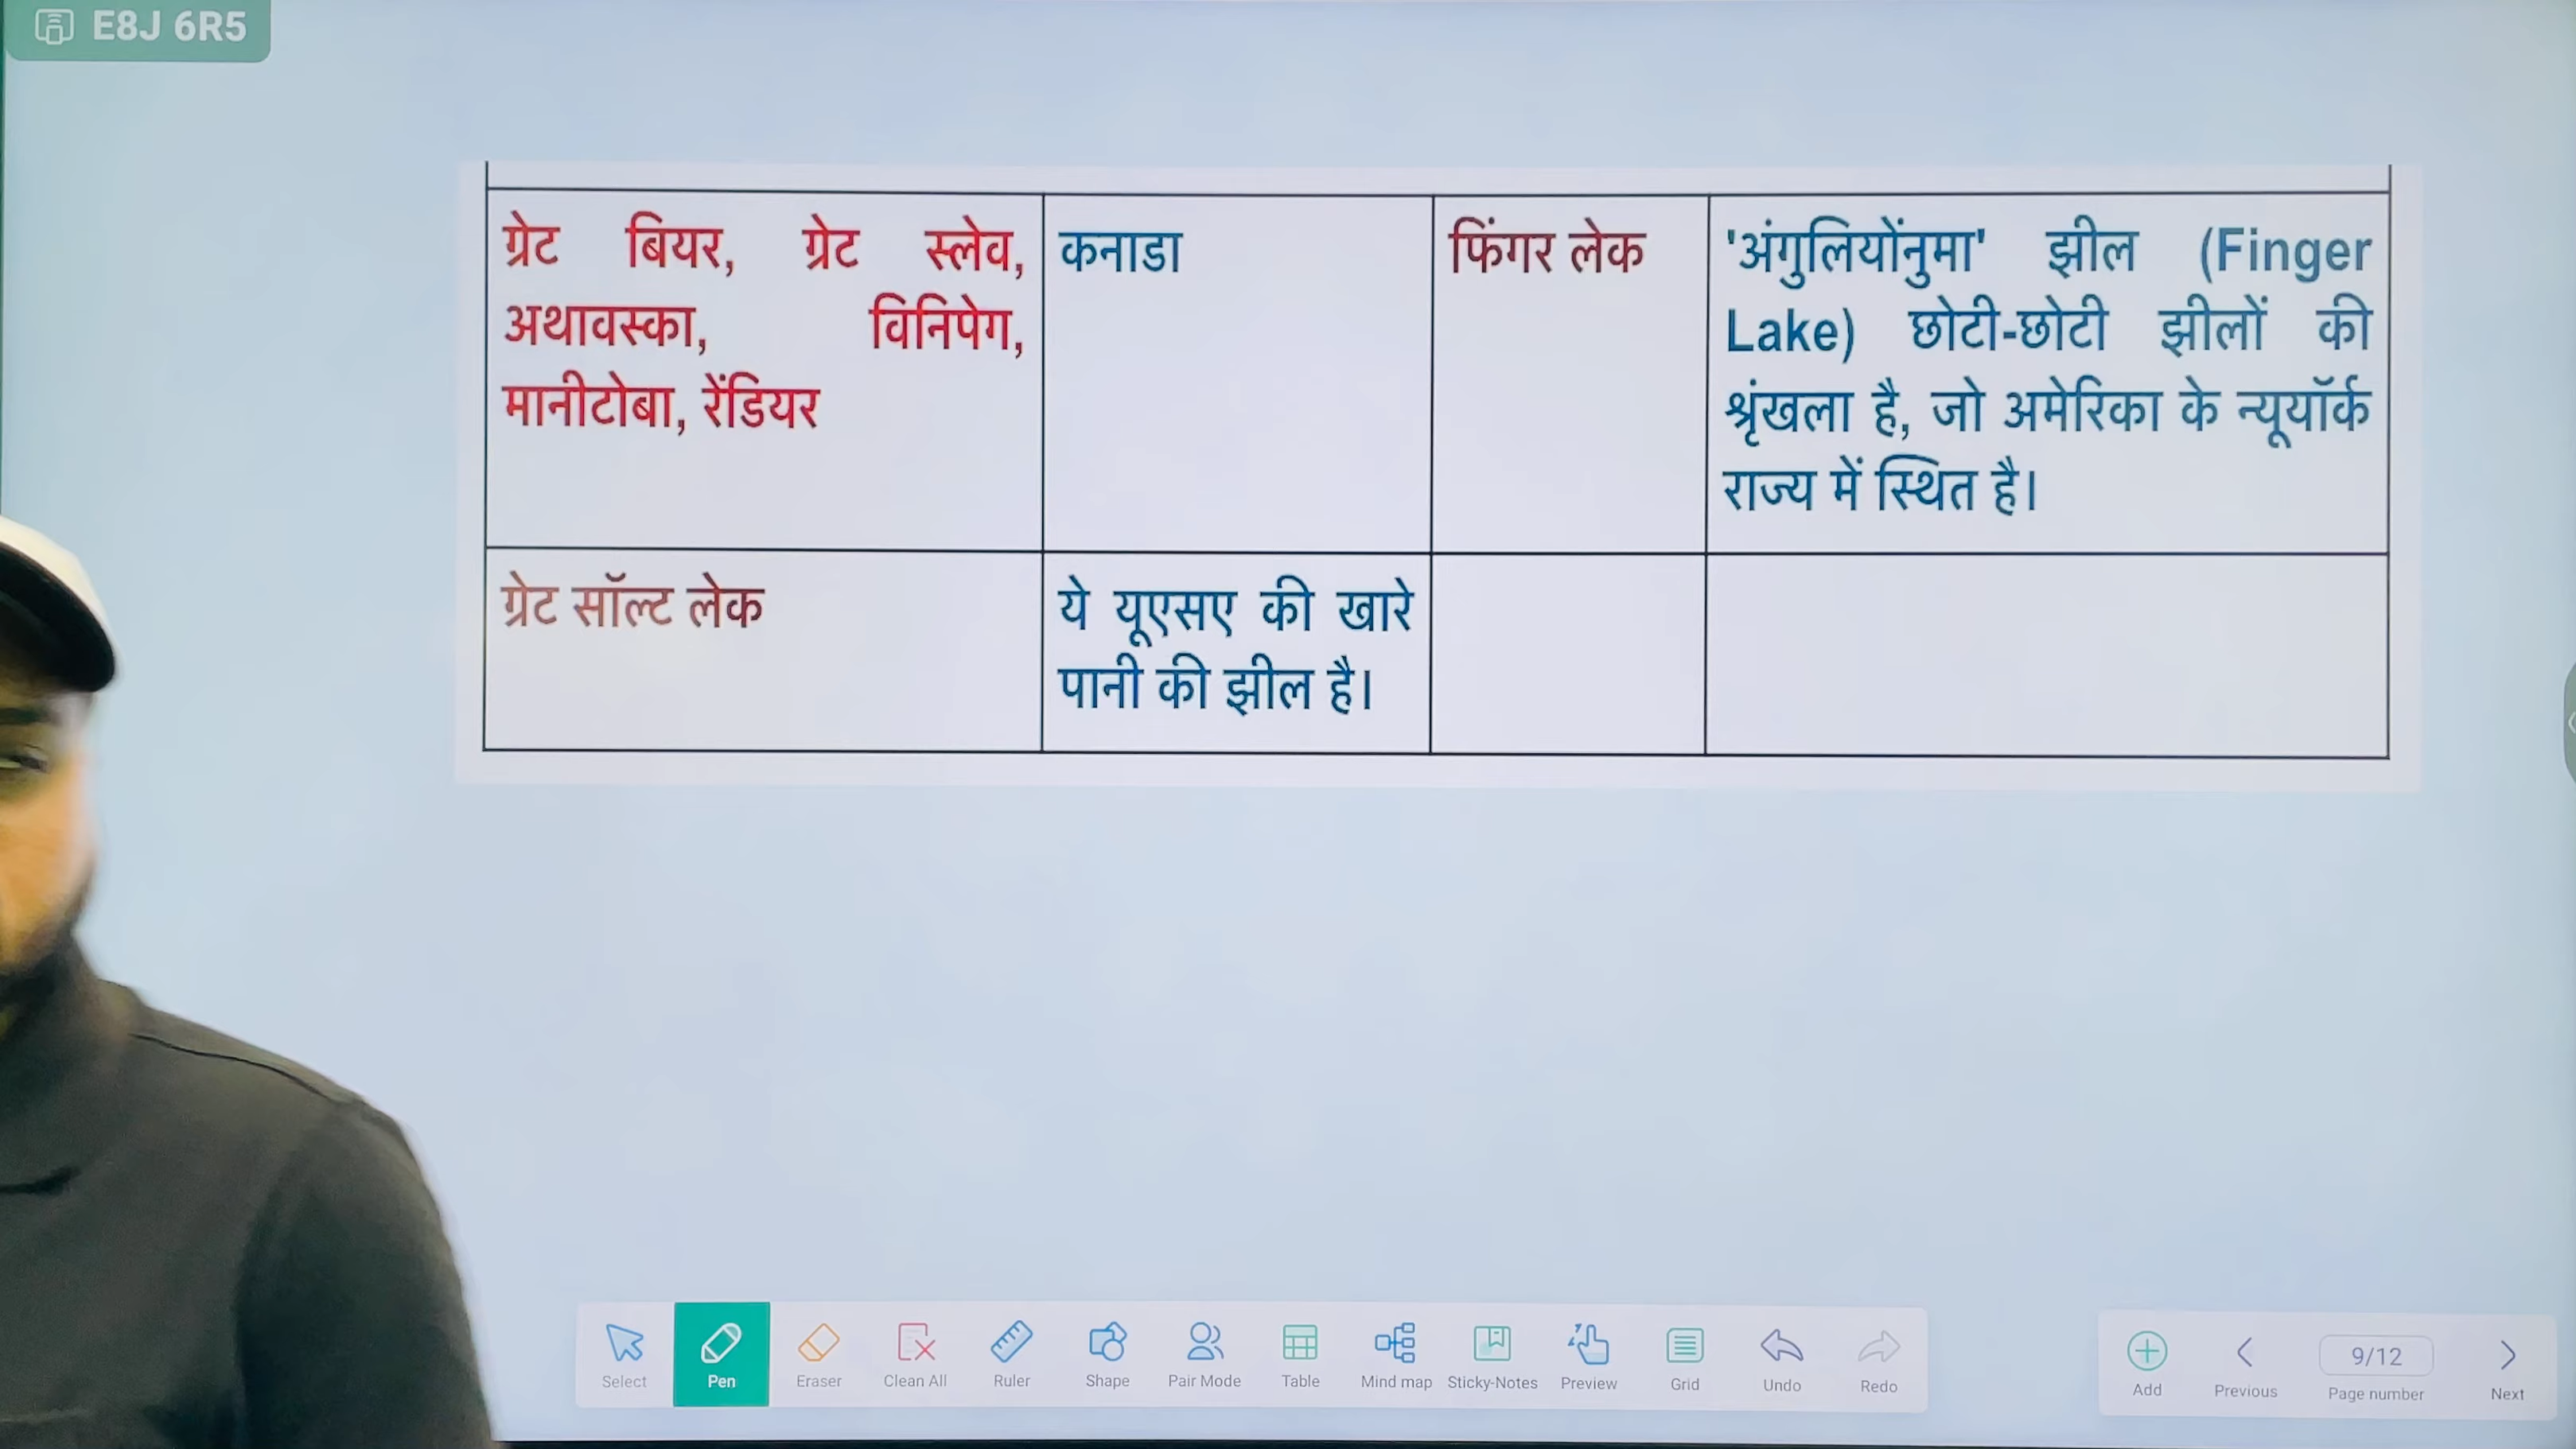 E8J 6R5
ग्रेट बियर, ग्रेट स्लेव,
अथावस्का, विनिपेग,
मानीटोबा, रेंडियर
कनाडा
फिंगर लेक
'अंगुलियोंनुमा' झील (Finger
Lake) छोटी-छोटी झीलों की
श्रृंखला है, जो अमेरिका के न्यूयॉर्क
राज्य में स्थित है।
ग्रेट सॉल्ट लेक
ये यूएसए की खारे
पानी की झील है।
Select Pen Eraser Clean All Ruler Shape Pair Mode Table Mind map Sticky-Notes Preview Grid Undo Redo
9/12
Add Previous Page number Next